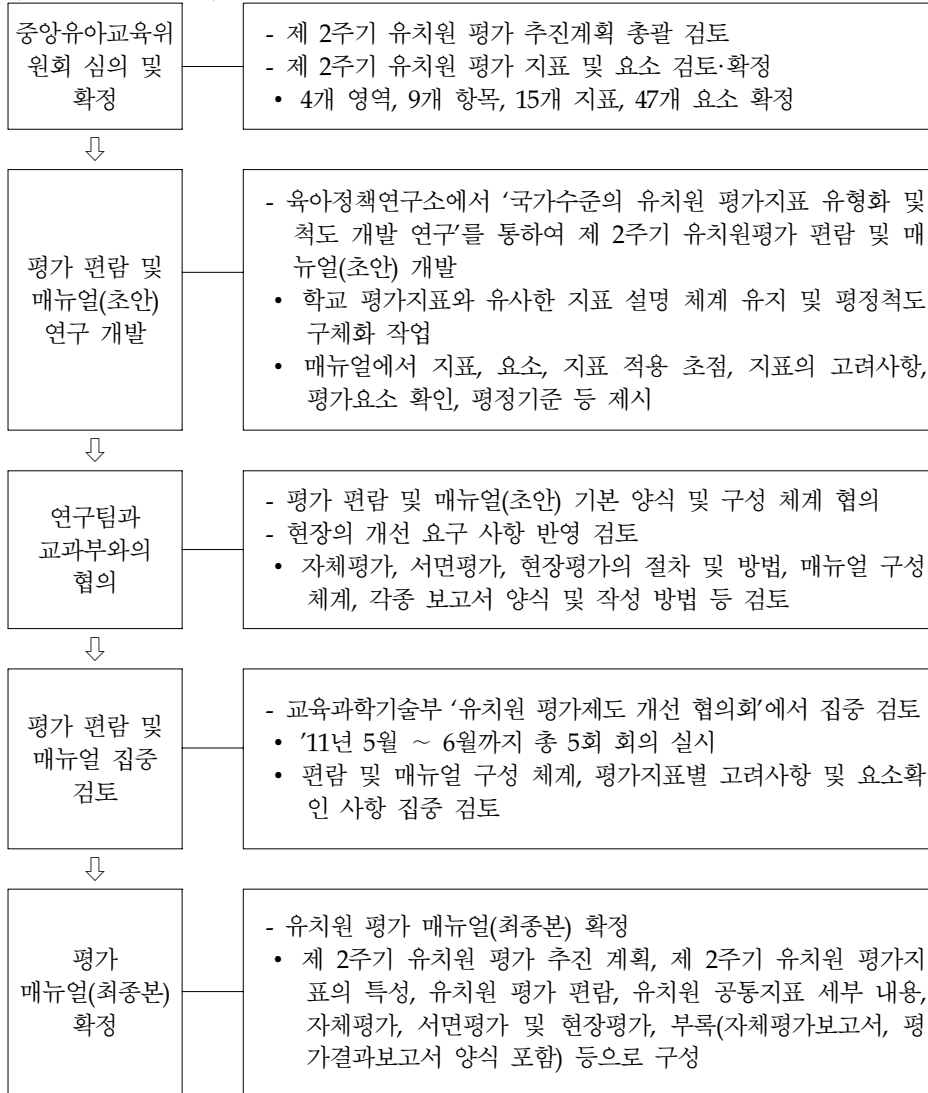 중앙유아교육위
원회 심의 및
확정
- 제 2주기 유치원 평가 추진계획 총괄 검토
- 제 2주기 유치원 평가 지표 및 요소 검토·확정
• 4개 영역, 9개 항목, 15개 지표, 47개 요소 확정
⇩
평가 편람 및
매뉴얼(초안)
연구 개발
- 육아정책연구소에서 ‘국가수준의 유치원 평가지표 유형화 및
척도 개발 연구’를 통하여 제 2주기 유치원평가 편람 및 매
뉴얼(초안) 개발
• 학교 평가지표와 유사한 지표 설명 체계 유지 및 평정척도
구체화 작업
• 매뉴얼에서 지표, 요소, 지표 적용 초점, 지표의 고려사항,
평가요소 확인, 평정기준 등 제시
⇩
연구팀과
교과부와의
협의
- 평가 편람 및 매뉴얼(초안) 기본 양식 및 구성 체계 협의
- 현장의 개선 요구 사항 반영 검토
• 자체평가, 서면평가, 현장평가의 절차 및 방법, 매뉴얼 구성
체계, 각종 보고서 양식 및 작성 방법 등 검토
⇩
평가 편람 및
매뉴얼 집중
검토
- 교육과학기술부 ‘유치원 평가제도 개선 협의회’에서 집중 검토
• ’11년 5월 ～ 6월까지 총 5회 회의 실시
• 편람 및 매뉴얼 구성 체계, 평가지표별 고려사항 및 요소확
인 사항 집중 검토
⇩
평가
매뉴얼(최종본)
확정
- 유치원 평가 매뉴얼(최종본) 확정
• 제 2주기 유치원 평가 추진 계획, 제 2주기 유치원 평가지
표의 특성, 유치원 평가 편람, 유치원 공통지표 세부 내용,
자체평가, 서면평가 및 현장평가, 부록(자체평가보고서, 평
가결과보고서 양식 포함) 등으로 구성